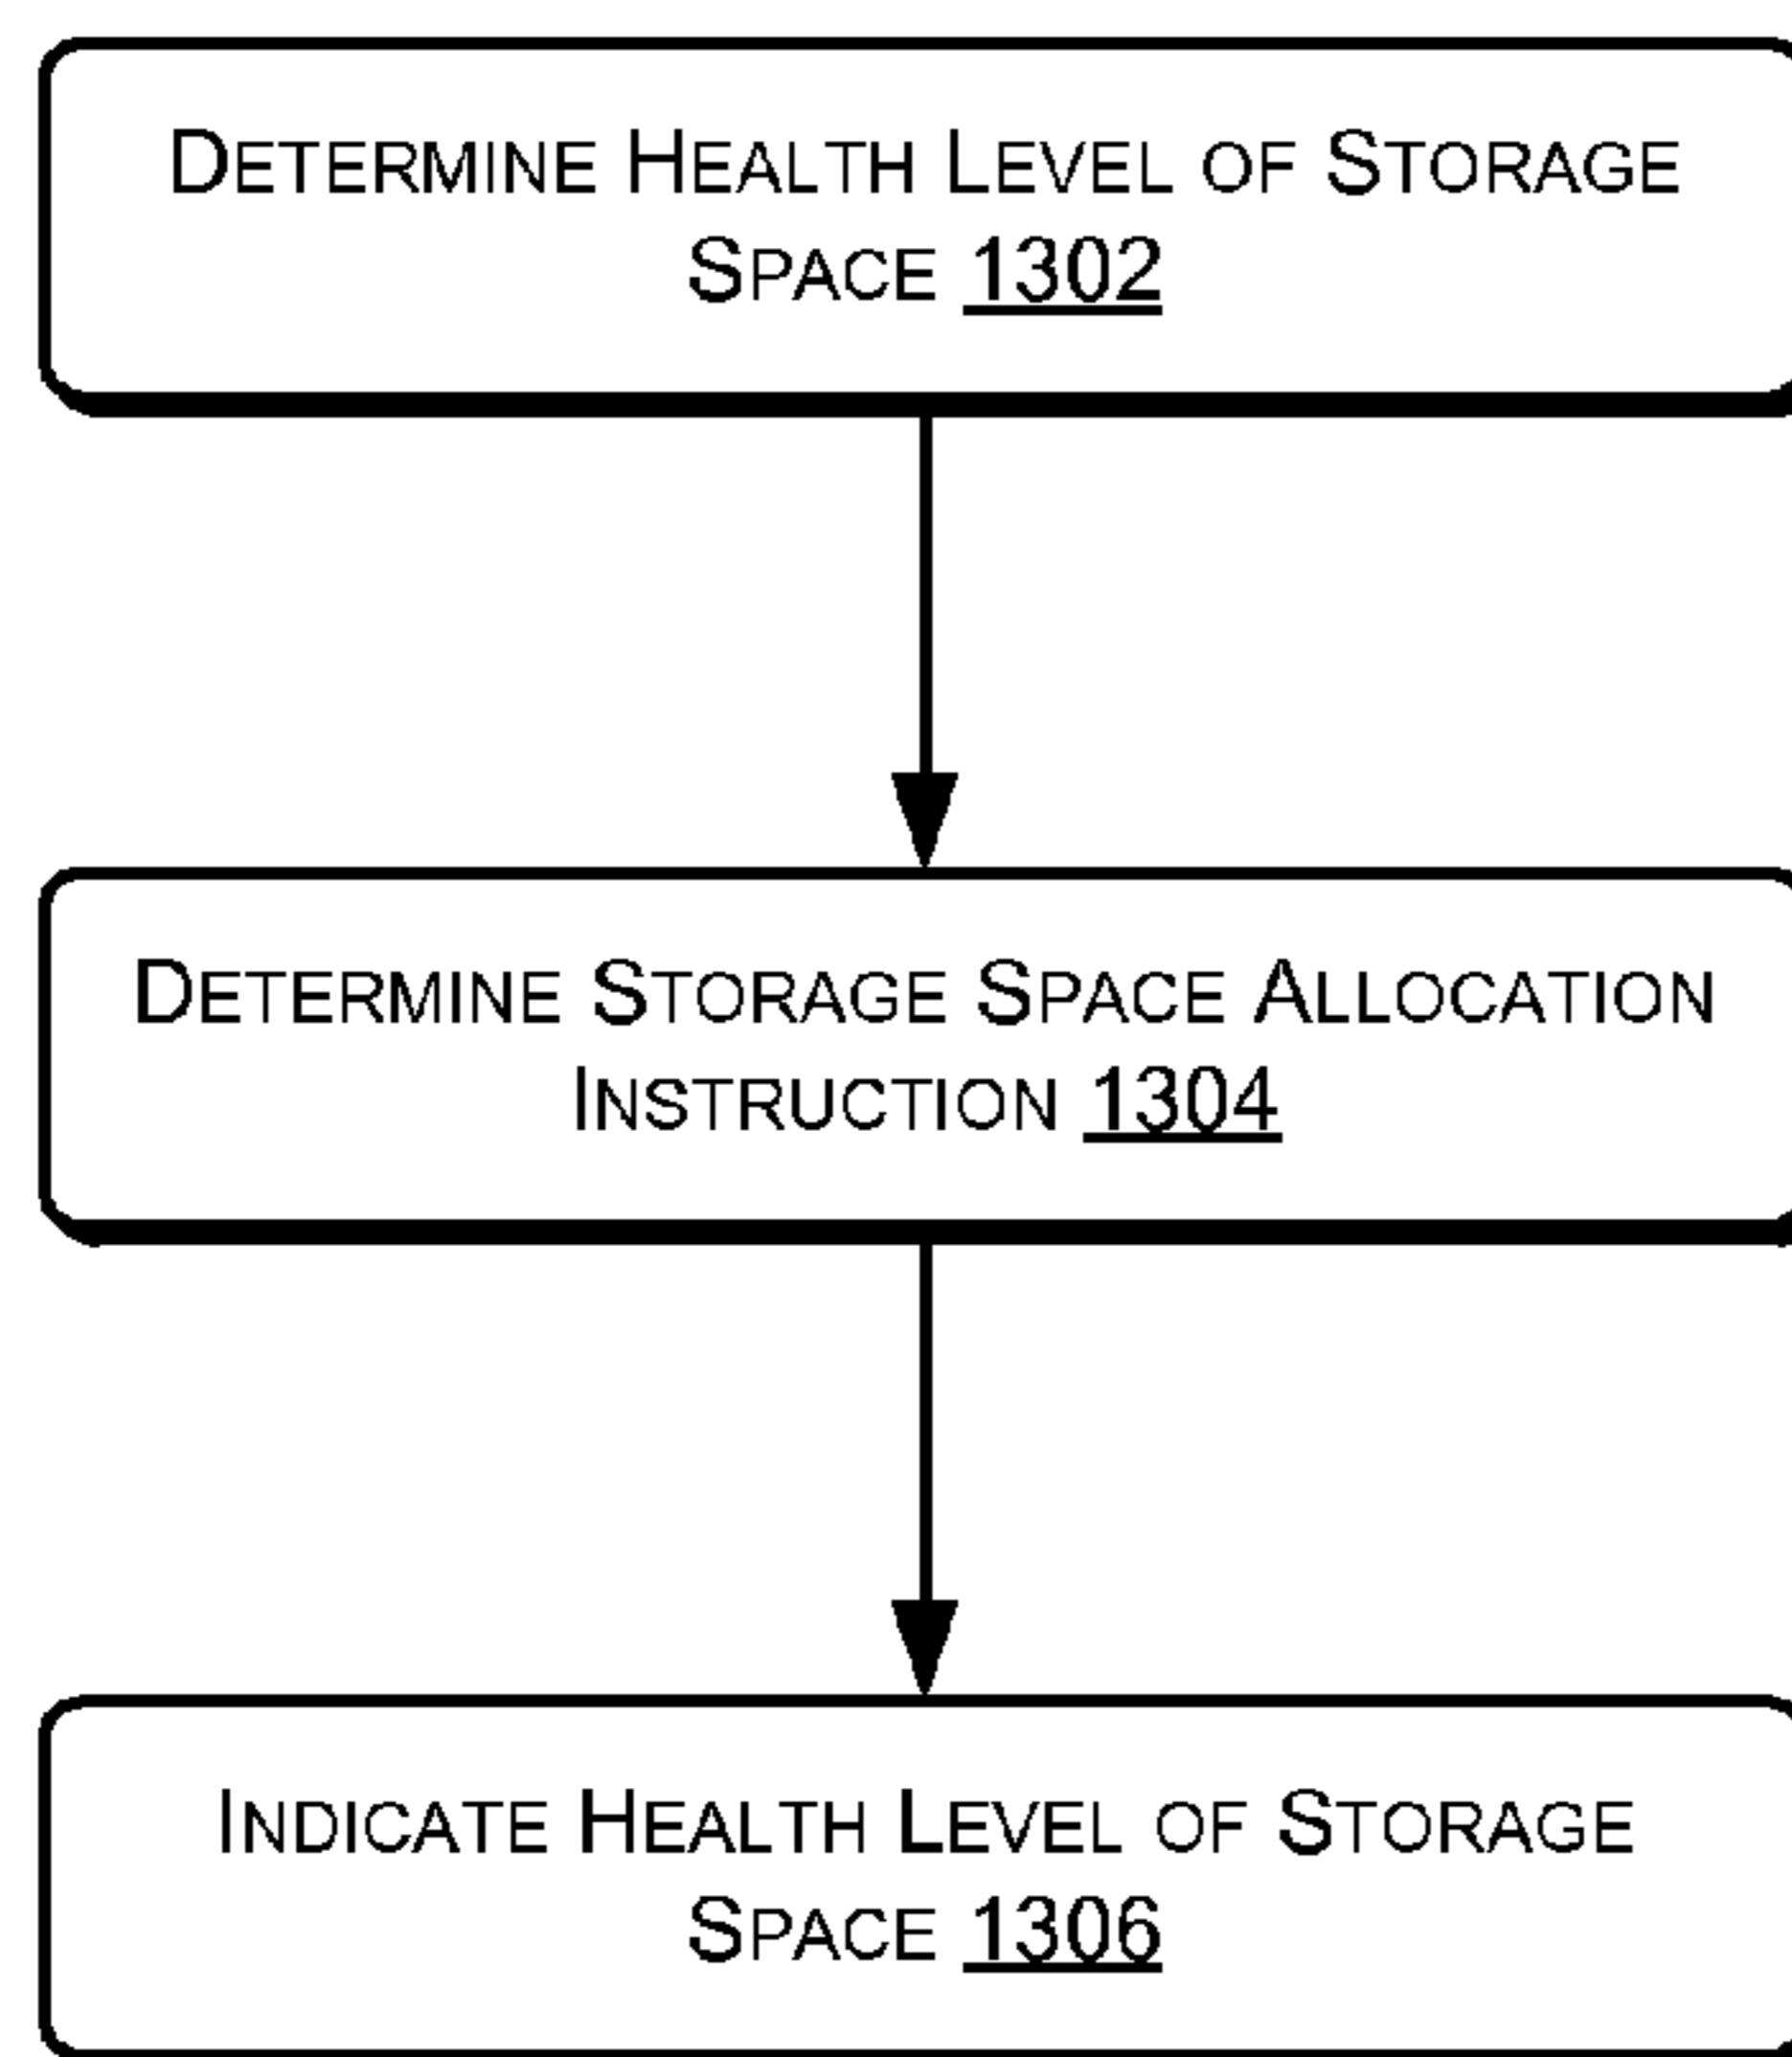 Determine Health Level of Storage
Space 1302
Determine Storage Space Allocation
Instruction 1304
Indicate Health Level of Storage
Space 1306